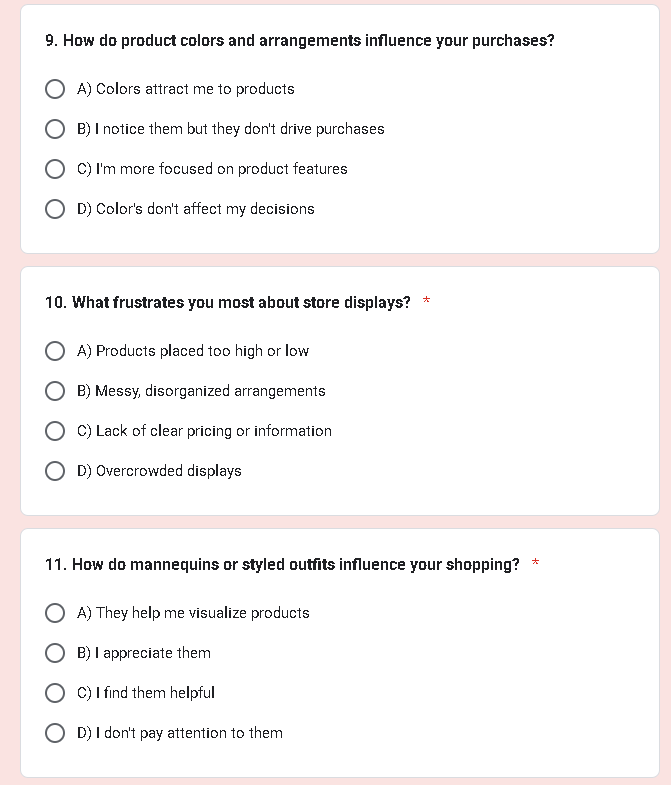 9. How do product colors and arrangements influence your purchases?
A) Colors attract me to products
B) I notice them but they don't drive purchases
C) I'm more focused on product features
D) Color's don't affect my decisions
10. What frustrates you most about store displays? *
A) Products placed too high or low
B) Messy, disorganized arrangements
C) Lack of clear pricing or information
D) Overcrowded displays
11. How do mannequins or styled outfits influence your shopping? *
A) They help me visualize products
B) I appreciate them
C) I find them helpful
D) I don't pay attention to them